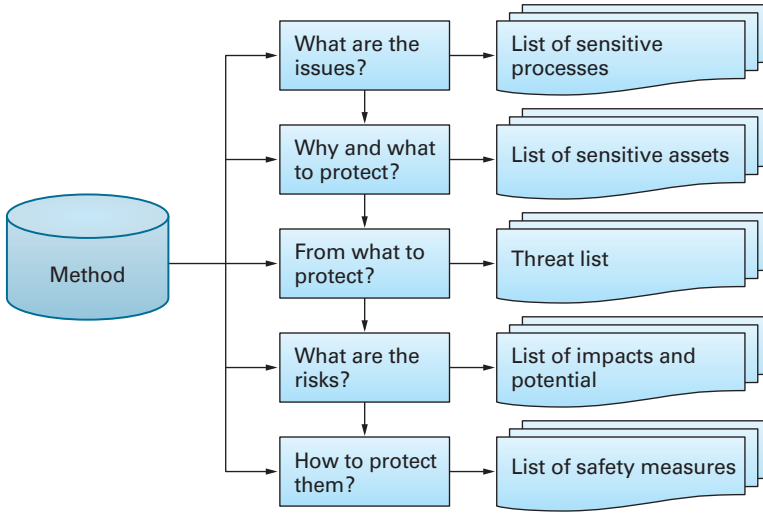 What are the
issues?
List of sensitive
processes
Why and what
to protect?
List of sensitive assets
Method
From what to
protect?
Threat list
What are the
risks?
List of impacts and
potential
How to protect
them?
List of safety measures